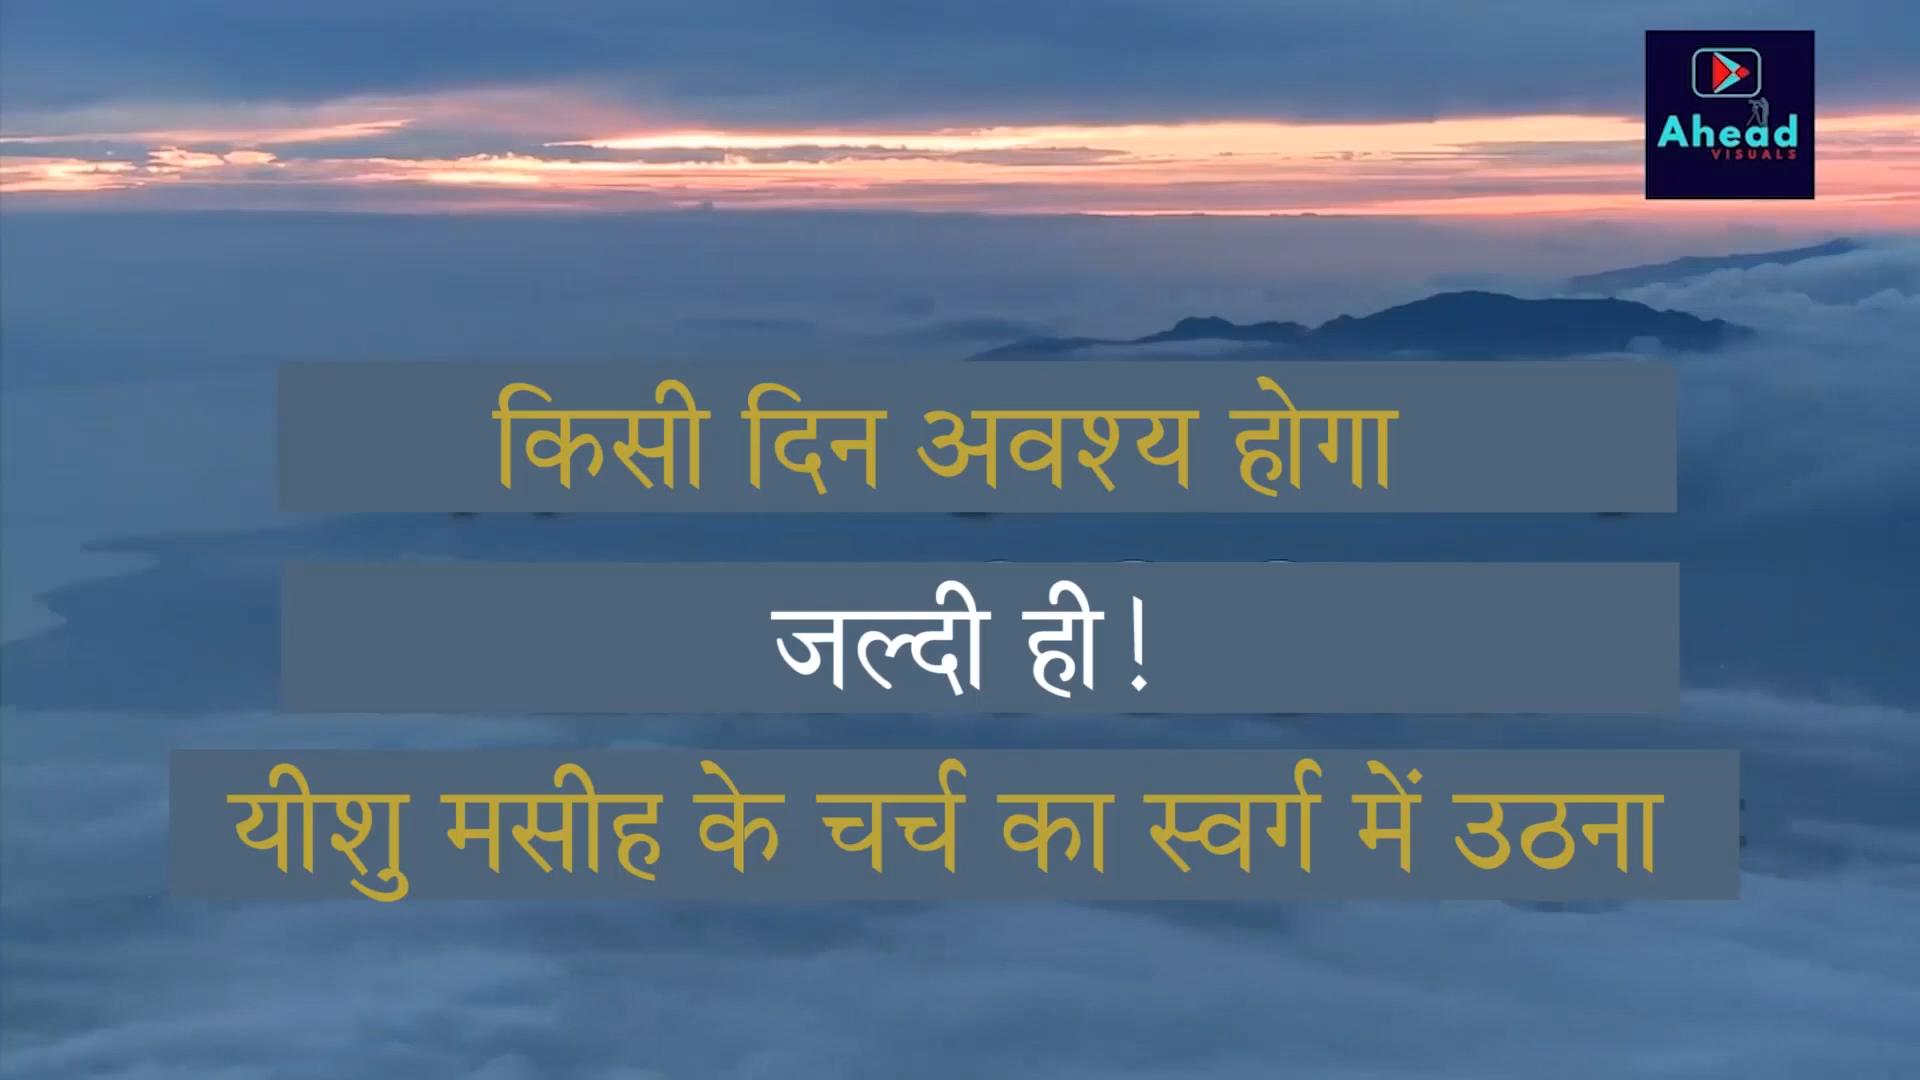 Ahead
VISUALS
किसी दिन अवश्य होगा
जल्दी ही!
यीशु मसीह के चर्च का स्वर्ग में उठना